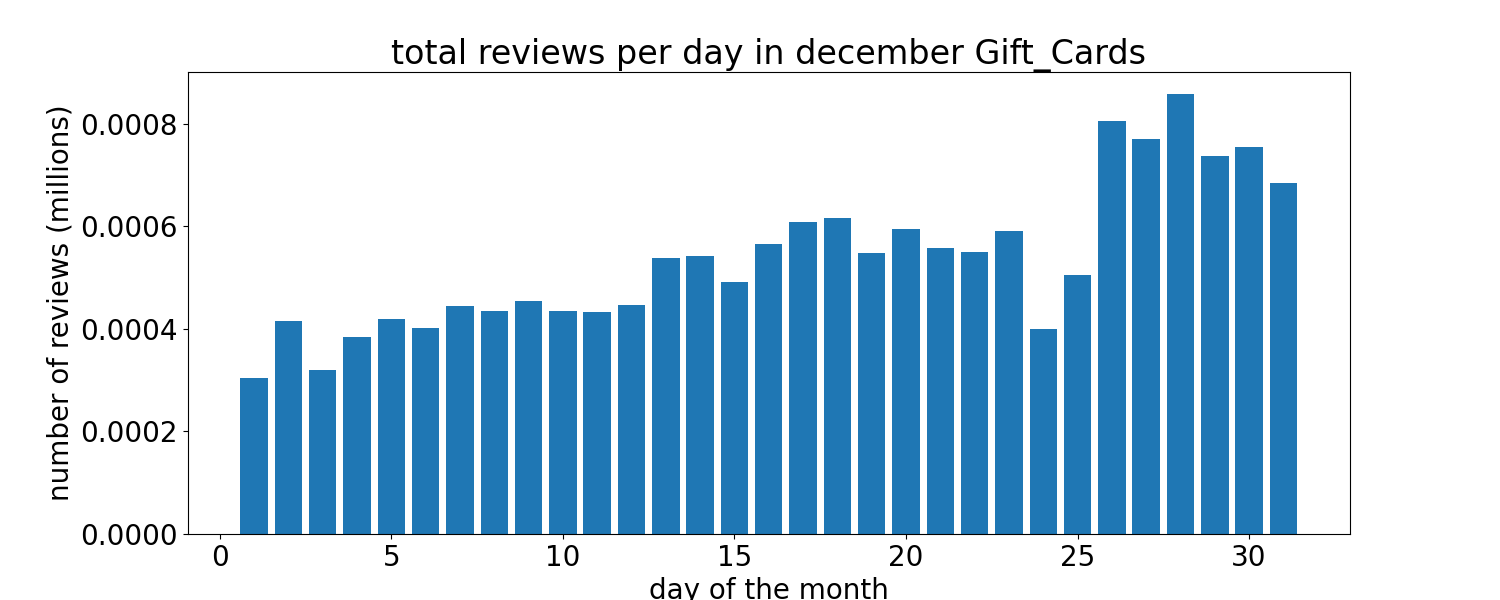 total reviews per day in december Gift_Cards
number of reviews (millions)
0.0008
0.0006
0.0004
0.0002
0.0000
0 5 10 15 20 25 30
day of the month